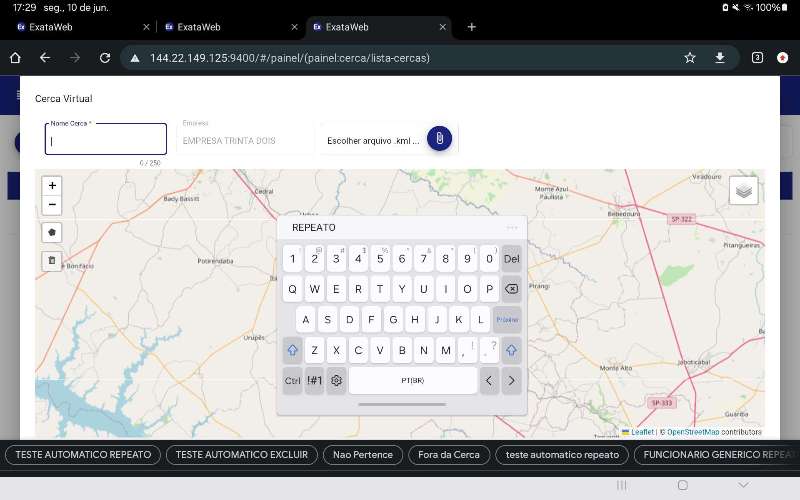 17:29 seg., 10 de jun. 100%
ExataWeb ExataWeb ExataWeb
144.22.149.125:9400/#/painel/(painel:cerca/lista-cercas) 3
Cerca Virtual
Nome Cerca *
Empresa
EMPRESA TRINTA DOIS
Escolher arquivo .kml ...
0 / 250
+
−
Bady Bassitt
Cedral
Monte Azul
Paulista
Viradouro
Bebedouro
SP-322
Pitangueiras
Potirendaba
Bonifácio
Pirangi
Urupês
Monte Alto
Jaboticabal
SP-333
Guariba
REPEATO ...
1 2 3 4 5 6 7 8 9 0 Del
Q W E R T Y U I O P
A S D F G H J K L Próximo
Z X C V B N M , ! . ?
Ctrl !#1 PT(BR) < >
Leaflet | © OpenStreetMap contributors
TESTE AUTOMATICO REPEATO TESTE AUTOMATICO EXCLUIR Nao Pertence Fora da Cerca teste automatico repeato FUNCIONARIO GENERICO REPEAT